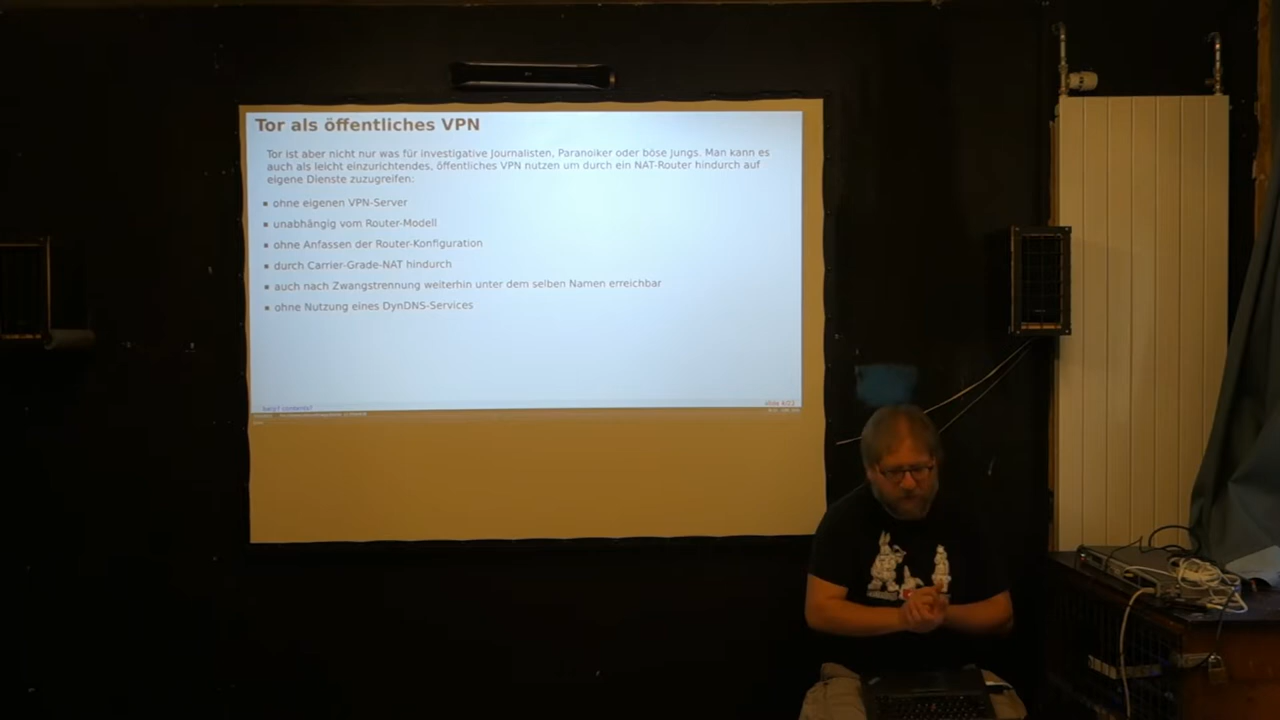 Tor als öffentliches VPN
Tor ist aber nicht nur was für investigative Journalisten, Paranoiker oder böse Jungs. Man kann es
auch als leicht einzurichtendes, öffentliches VPN nutzen um durch ein NAT-Router hindurch auf
eigene Dienste zuzugreifen:
▪ ohne eigenen VPN-Server
▪ unabhängig vom Router-Modell
▪ ohne Anfassen der Router-Konfiguration
▪ durch Carrier-Grade-NAT hindurch
▪ auch nach Zwangstrennung weiterhin unter dem selben Namen erreichbar
▪ ohne Nutzung eines DynDNS-Services
slide 4/22